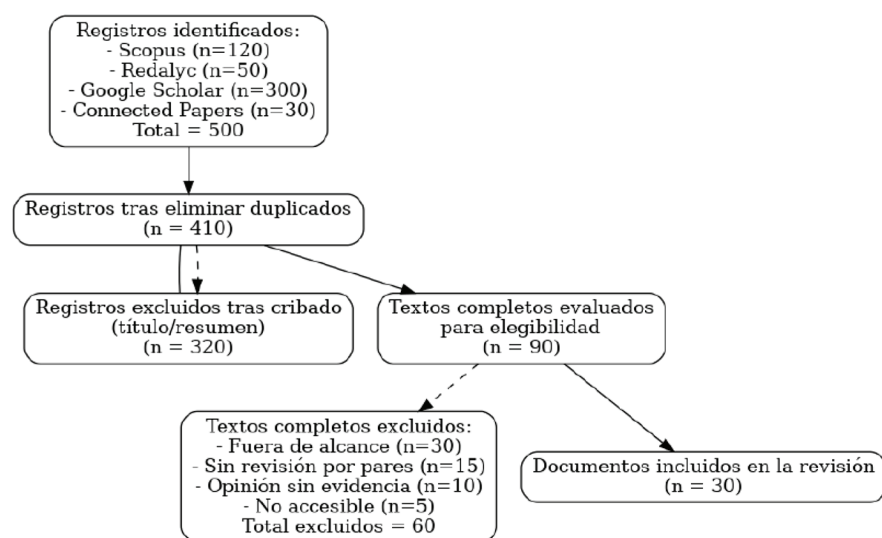 Registros identificados:
- Scopus (n=120)
- Redalyc (n=50)
- Google Scholar (n=300)
- Connected Papers (n=30)
Total = 500
Registros tras eliminar duplicados
(n = 410)
Registros excluidos tras cribado
(título/resumen)
(n = 320)
Textos completos evaluados
para elegibilidad
(n = 90)
Textos completos excluidos:
- Fuera de alcance (n=30)
- Sin revisión por pares (n=15)
- Opinión sin evidencia (n=10)
- No accesible (n=5)
Total excluidos = 60
Documentos incluidos en la revisión
(n = 30)